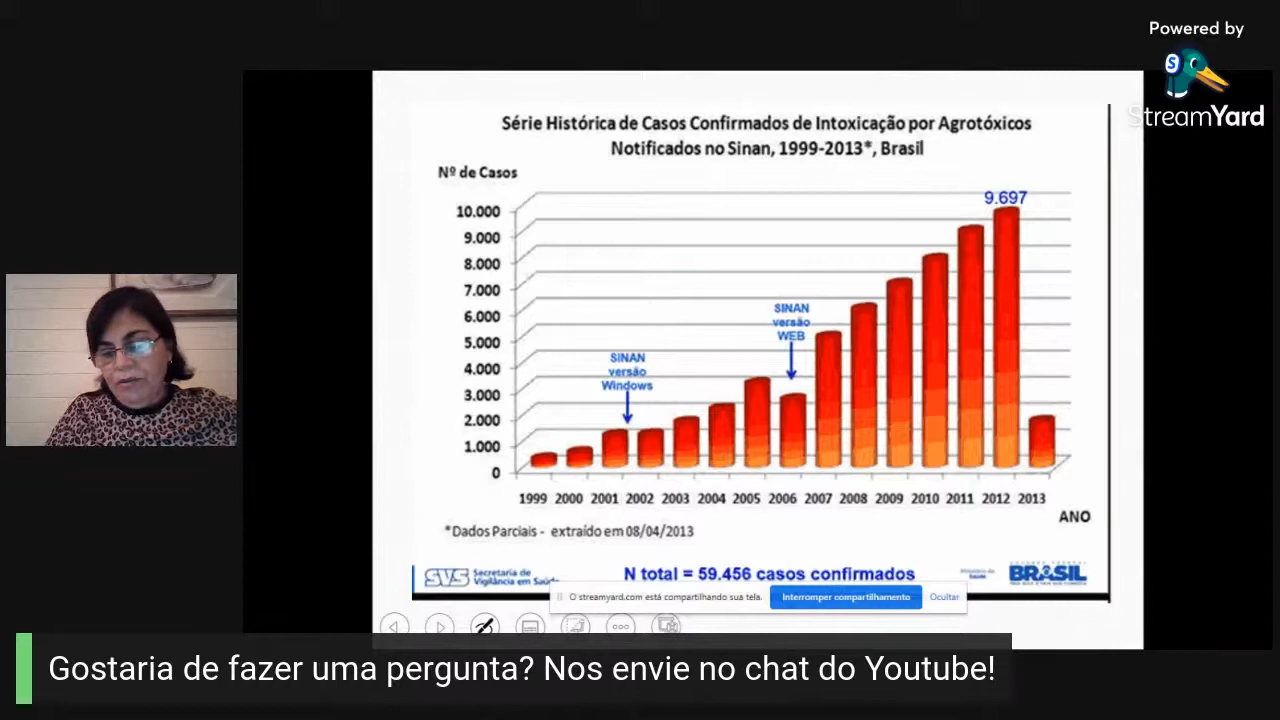 Powered by
StreamYard
Série Histórica de Casos Confirmados de Intoxicação por Agrotóxicos
Notificados no Sinan, 1999-2013*, Brasil
Nº de Casos
9.697
10.000
9.000
8.000
7.000
6.000
5.000
4.000
3.000
2.000
1.000
0
SINAN
versão
WEB
SINAN
versão
Windows
1999 2000 2001 2002 2003 2004 2005 2006 2007 2008 2009 2010 2011 2012 2013
ANO
*Dados Parciais - extraído em 08/04/2013
SVS Secretaria de
Vigilância em Saúde
N total = 59.456 casos confirmados
Ministério da
Saúde
BRASIL
O streamyard.com está compartilhando sua tela.
Interromper compartilhamento
Ocultar
Gostaria de fazer uma pergunta? Nos envie no chat do Youtube!